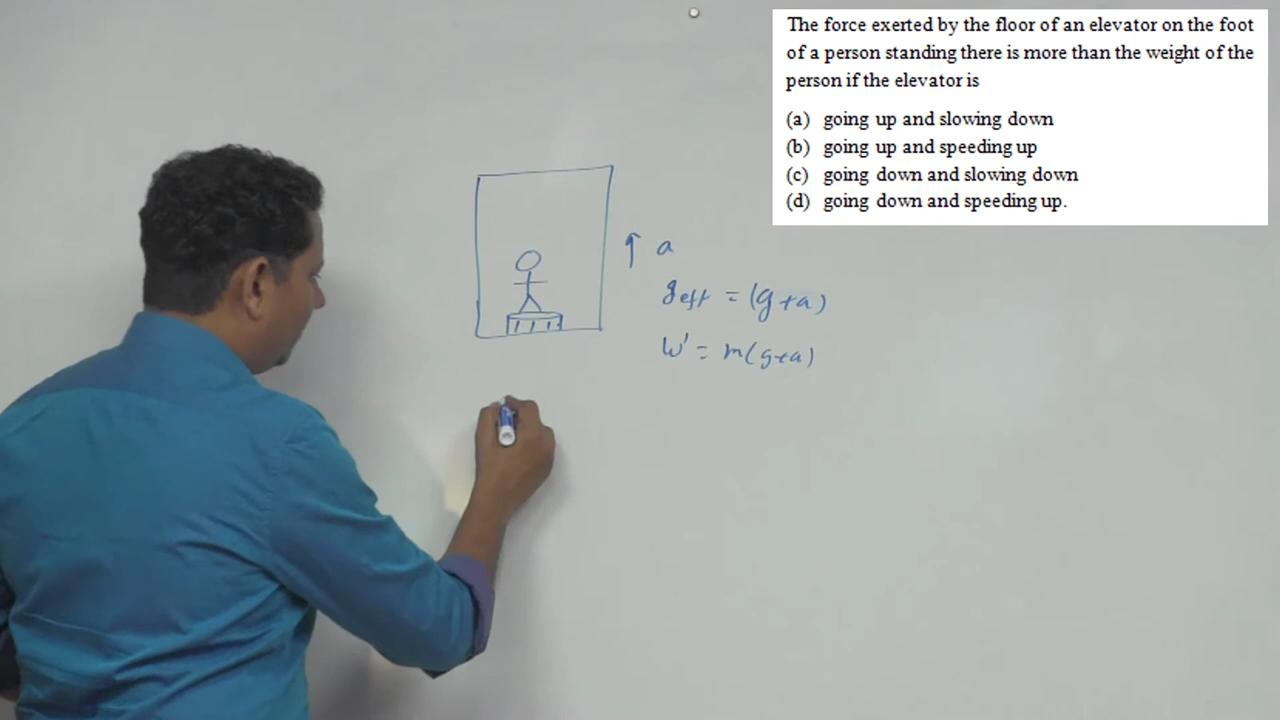 The force exerted by the floor of an elevator on the foot
of a person standing there is more than the weight of the
person if the elevator is
(a) going up and slowing down
(b) going up and speeding up
(c) going down and slowing down
(d) going down and speeding up.
↑ a
g eff = (g+a)
W' = m(g+a)